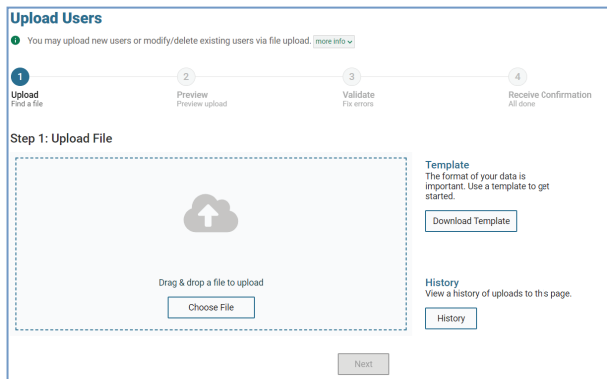 Upload Users
You may upload new users or modify/delete existing users via file upload. more info
1
2
3
4
Upload
Preview
Validate
Receive Confirmation
Find a file
Preview upload
Fix errors
All done
Step 1: Upload File
Template
The format of your data is
important. Use a template to get
started.
Download Template
Drag & drop a file to upload
Choose File
History
View a history of uploads to ths page.
History
Next